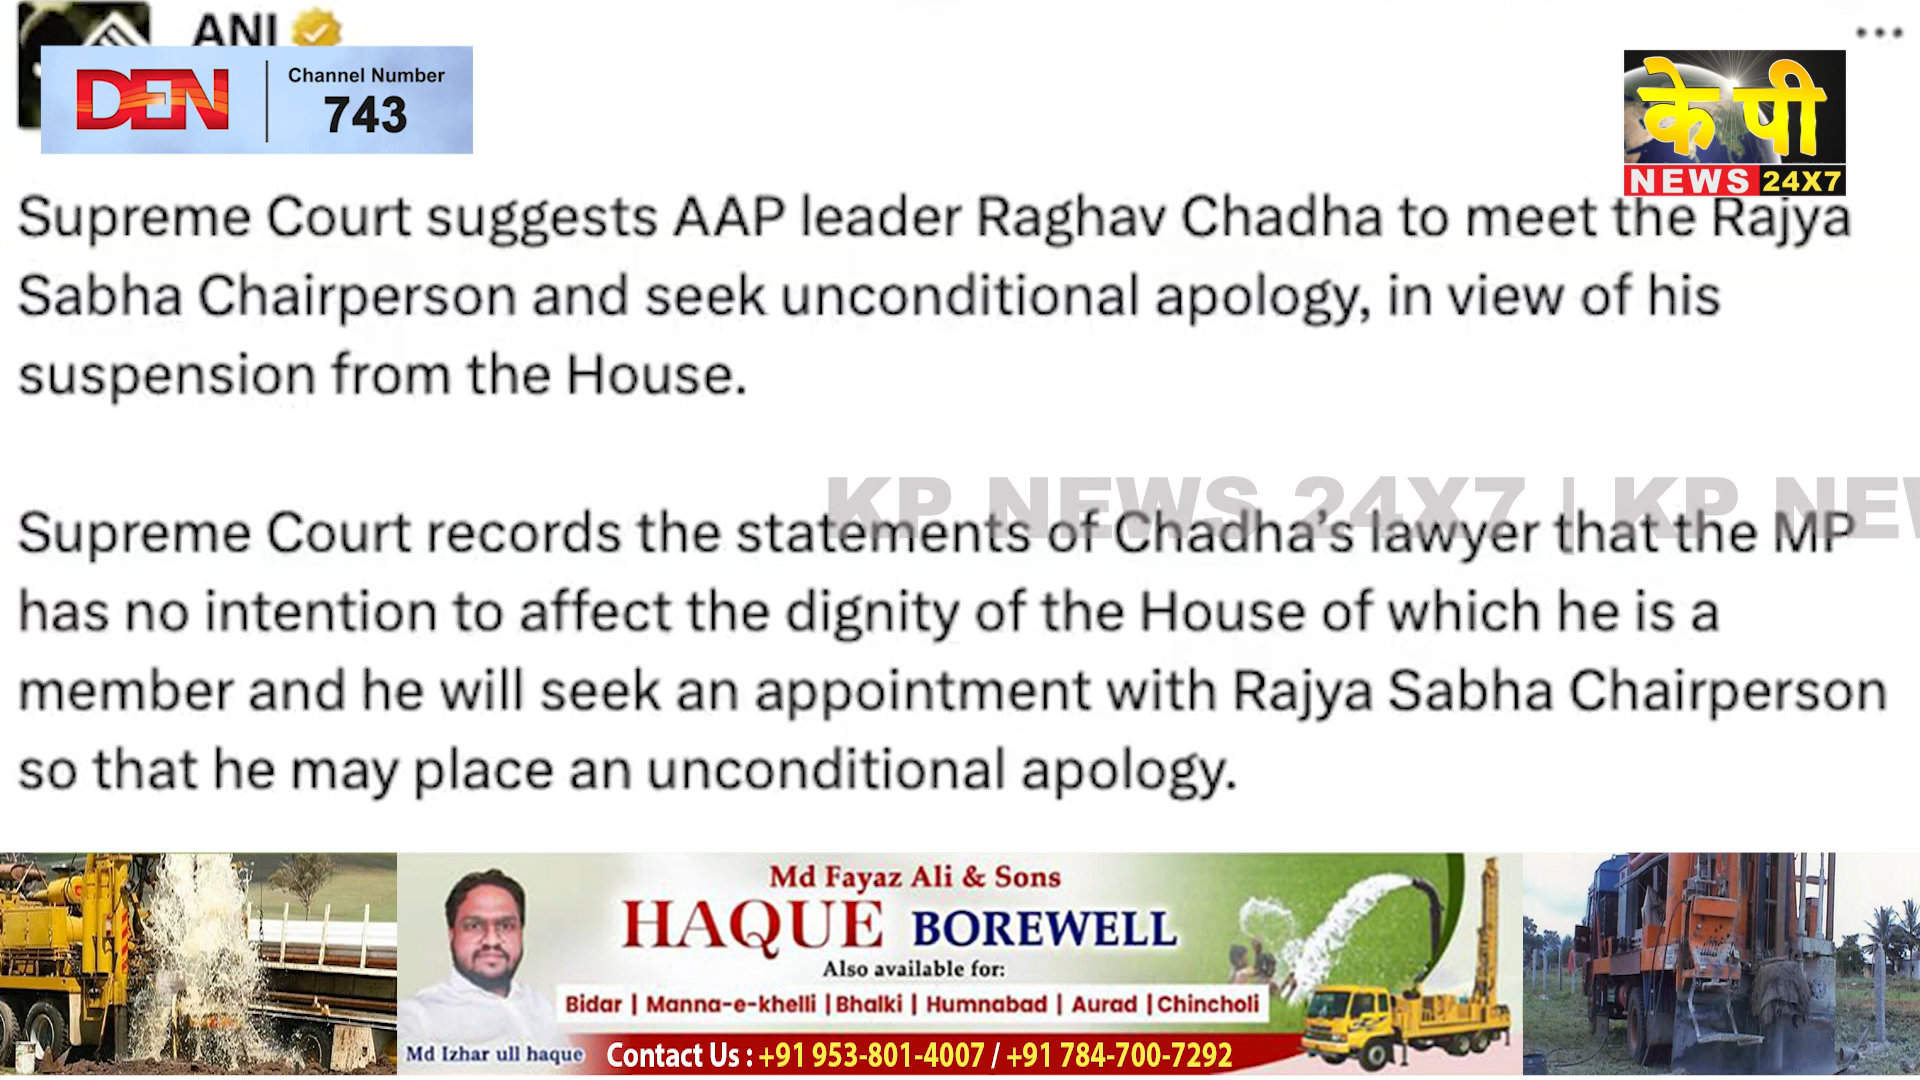 ANI
DEN
Channel Number
743
के पी
NEWS 24X7
Supreme Court suggests AAP leader Raghav Chadha to meet the Rajya
Sabha Chairperson and seek unconditional apology, in view of his
suspension from the House.
KP NEWS 24X7 | KP NEW
Supreme Court records the statements of Chadha's lawyer that the MP
has no intention to affect the dignity of the House of which he is a
member and he will seek an appointment with Rajya Sabha Chairperson
so that he may place an unconditional apology.
Md Fayaz Ali & Sons
HAQUE BOREWELL
Also available for:
Bidar | Manna-e-khelli | Bhalki | Humnabad | Aurad | Chincholi
Md Izhar ull haque
Contact Us : +91 953-801-4007 / +91 784-700-7292